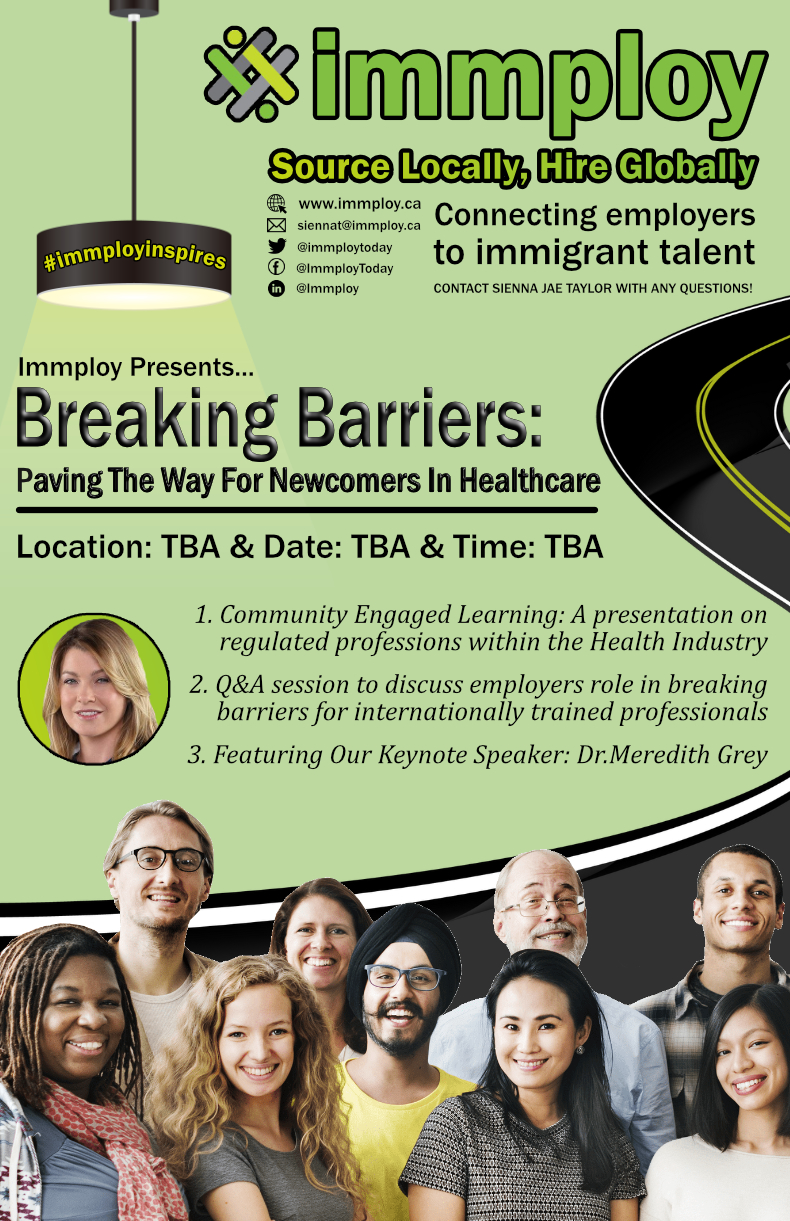 immploy
Source Locally, Hire Globally
www.immploy.ca
siennat@immploy.ca
@immploytoday
@ImmployToday
@Immploy
Connecting employers
to immigrant talent
CONTACT SIENNA JAE TAYLOR WITH ANY QUESTIONS!
#immployinspires
Immploy Presents...
Breaking Barriers:
Paving The Way For Newcomers In Healthcare
Location: TBA & Date: TBA & Time: TBA
1. Community Engaged Learning: A presentation on
regulated professions within the Health Industry
2. Q&A session to discuss employers role in breaking
barriers for internationally trained professionals
3. Featuring Our Keynote Speaker: Dr.Meredith Grey